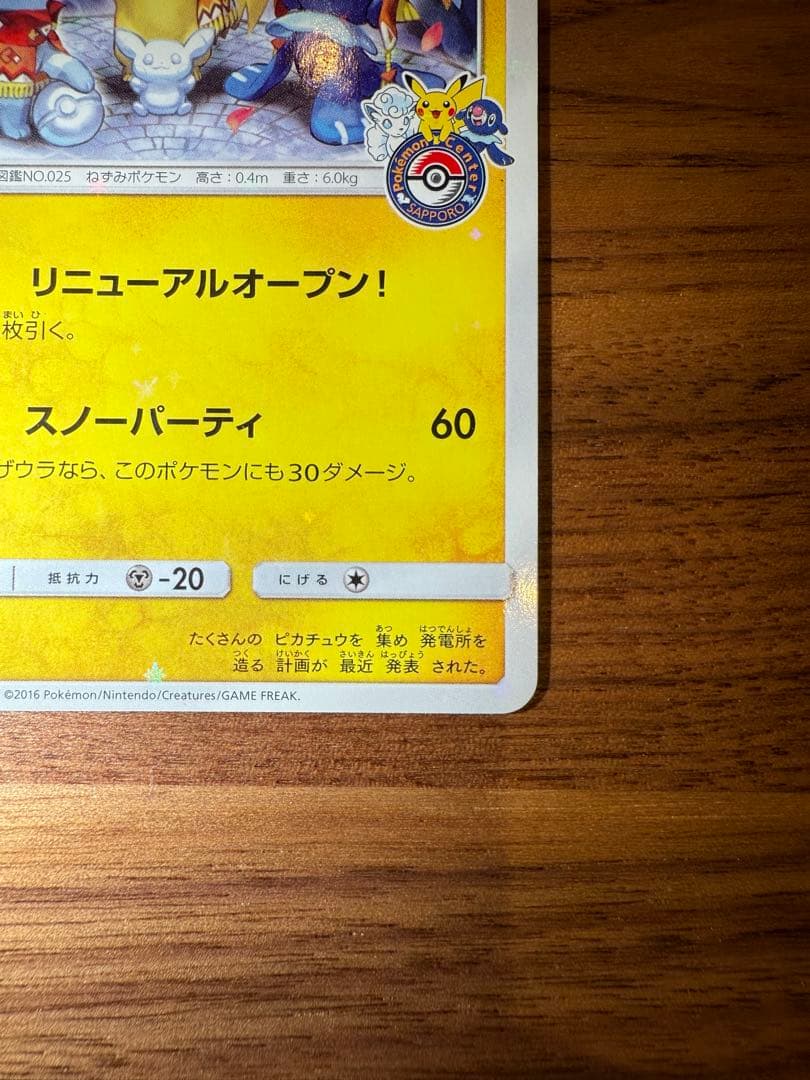 Pokémon Center
SAPPORO
図鑑NO.025 ねずみポケモン 高さ:0.4m 重さ:6.0kg
リニューアルオープン!
まい ひ
枚引く。
スノーパーティ 60
ザウラなら、このポケモンにも30ダメージ。
抵抗力 -20 にげる
あつ はつでんしょ
たくさんの ピカチュウを 集め 発電所を
つく けいかく さいきん はっぴょう
造る 計画が 最近 発表 された。
©2016 Pokémon/Nintendo/Creatures/GAME FREAK.